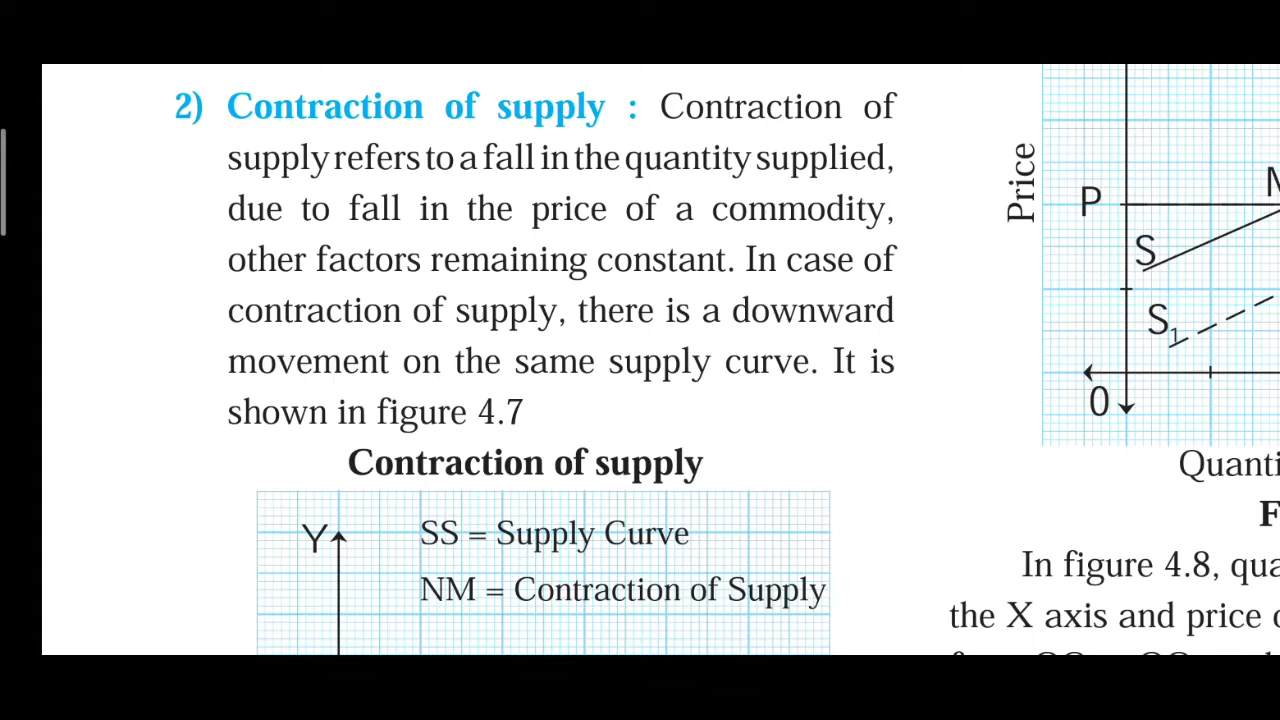 2) Contraction of supply : Contraction of
supply refers to a fall in the quantity supplied,
due to fall in the price of a commodity,
other factors remaining constant. In case of
contraction of supply, there is a downward
movement on the same supply curve. It is
shown in figure 4.7
Contraction of supply
Y
SS = Supply Curve
NM = Contraction of Supply
Price
P
M
S
S1
0
Quanti
F
In figure 4.8, qua
the X axis and price